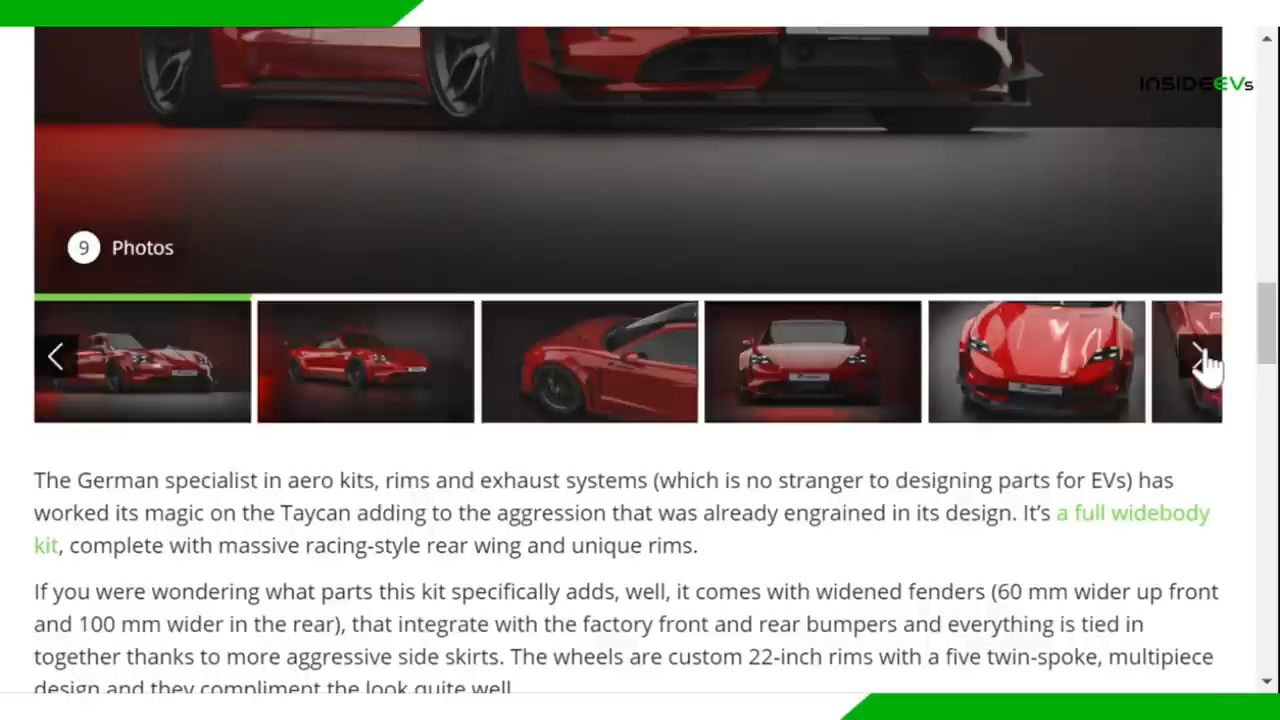 INSIDEEVs
9 Photos
The German specialist in aero kits, rims and exhaust systems (which is no stranger to designing parts for EVs) has
worked its magic on the Taycan adding to the aggression that was already engrained in its design. It’s a full widebody
kit, complete with massive racing-style rear wing and unique rims.
If you were wondering what parts this kit specifically adds, well, it comes with widened fenders (60 mm wider up front
and 100 mm wider in the rear), that integrate with the factory front and rear bumpers and everything is tied in
together thanks to more aggressive side skirts. The wheels are custom 22-inch rims with a five twin-spoke, multipiece
design and they compliment the look quite well.